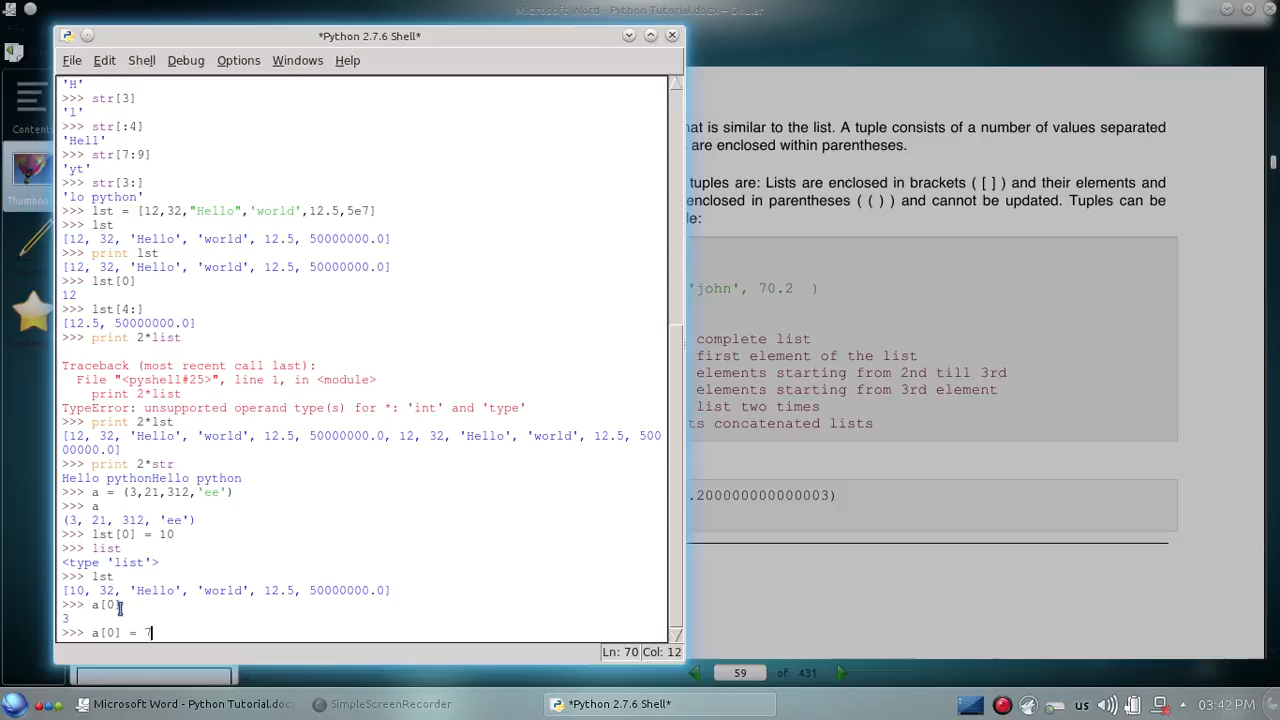 Microsoft Word - Python Tutorial.docx - Okular
*Python 2.7.6 Shell*
File Edit Shell Debug Options Windows Help
'H'
>>> str[3]
'l'
>>> str[:4]
'Hell'
>>> str[7:9]
'yt'
>>> str[3:]
'lo python'
>>> lst = [12,32,"Hello",'world',12.5,5e7]
>>> lst
[12, 32, 'Hello', 'world', 12.5, 50000000.0]
>>> print lst
[12, 32, 'Hello', 'world', 12.5, 50000000.0]
>>> lst[0]
12
>>> lst[4:]
[12.5, 50000000.0]
>>> print 2*list
Traceback (most recent call last):
  File "<pyshell#25>", line 1, in <module>
    print 2*list
TypeError: unsupported operand type(s) for *: 'int' and 'type'
>>> print 2*lst
[12, 32, 'Hello', 'world', 12.5, 50000000.0, 12, 32, 'Hello', 'world', 12.5, 500
00000.0]
>>> print 2*str
Hello pythonHello python
>>> a = (3,21,312,'ee')
>>> a
(3, 21, 312, 'ee')
>>> lst[0] = 10
>>> list
<type 'list'>
>>> lst
[10, 32, 'Hello', 'world', 12.5, 50000000.0]
>>> a[0]
3
>>> a[0] = 7
Ln: 70 Col: 12
Conten
Thumbna
hat is similar to the list. A tuple consists of a number of values separated
are enclosed within parentheses.
tuples are: Lists are enclosed in brackets ( [ ] ) and their elements and
enclosed in parentheses ( ( ) ) and cannot be updated. Tuples can be
de:
'john', 70.2 )
complete list
first element of the list
elements starting from 2nd till 3rd
elements starting from 3rd element
list two times
ts concatenated lists
.200000000000003)
59 of 431
Microsoft Word - Python Tutorial.doc
SimpleScreenRecorder
*Python 2.7.6 Shell*
us
03:42 PM